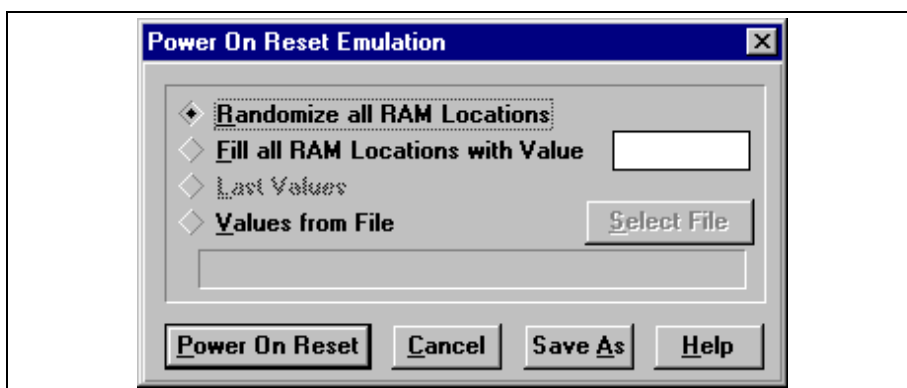 Power On Reset Emulation
Randomize all RAM Locations
Fill all RAM Locations with Value
Last Values
Values from File
Select File
Power On Reset Cancel Save As Help